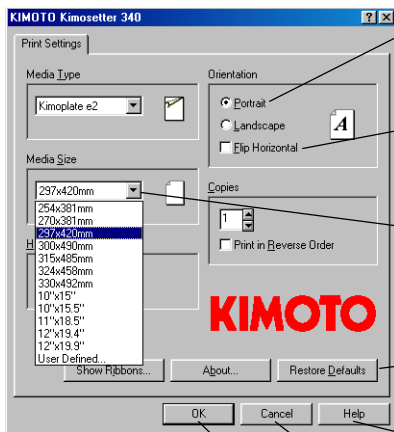 KIMOTO Kimosetter 340
Print Settings
Media Type
Kimoplate e2
Orientation
Portrait
Landscape
Flip Horizontal
A
Media Size
297x420mm
254x381mm
270x381mm
297x420mm
300x490mm
315x485mm
324x458mm
330x492mm
10"x15"
10"x15.5"
11"x18.5"
12"x19.4"
12"x19.9"
User Defined...
H
Copies
1
Print in Reverse Order
KIMOTO
Show Ribbons...
About...
Restore Defaults
OK
Cancel
Help